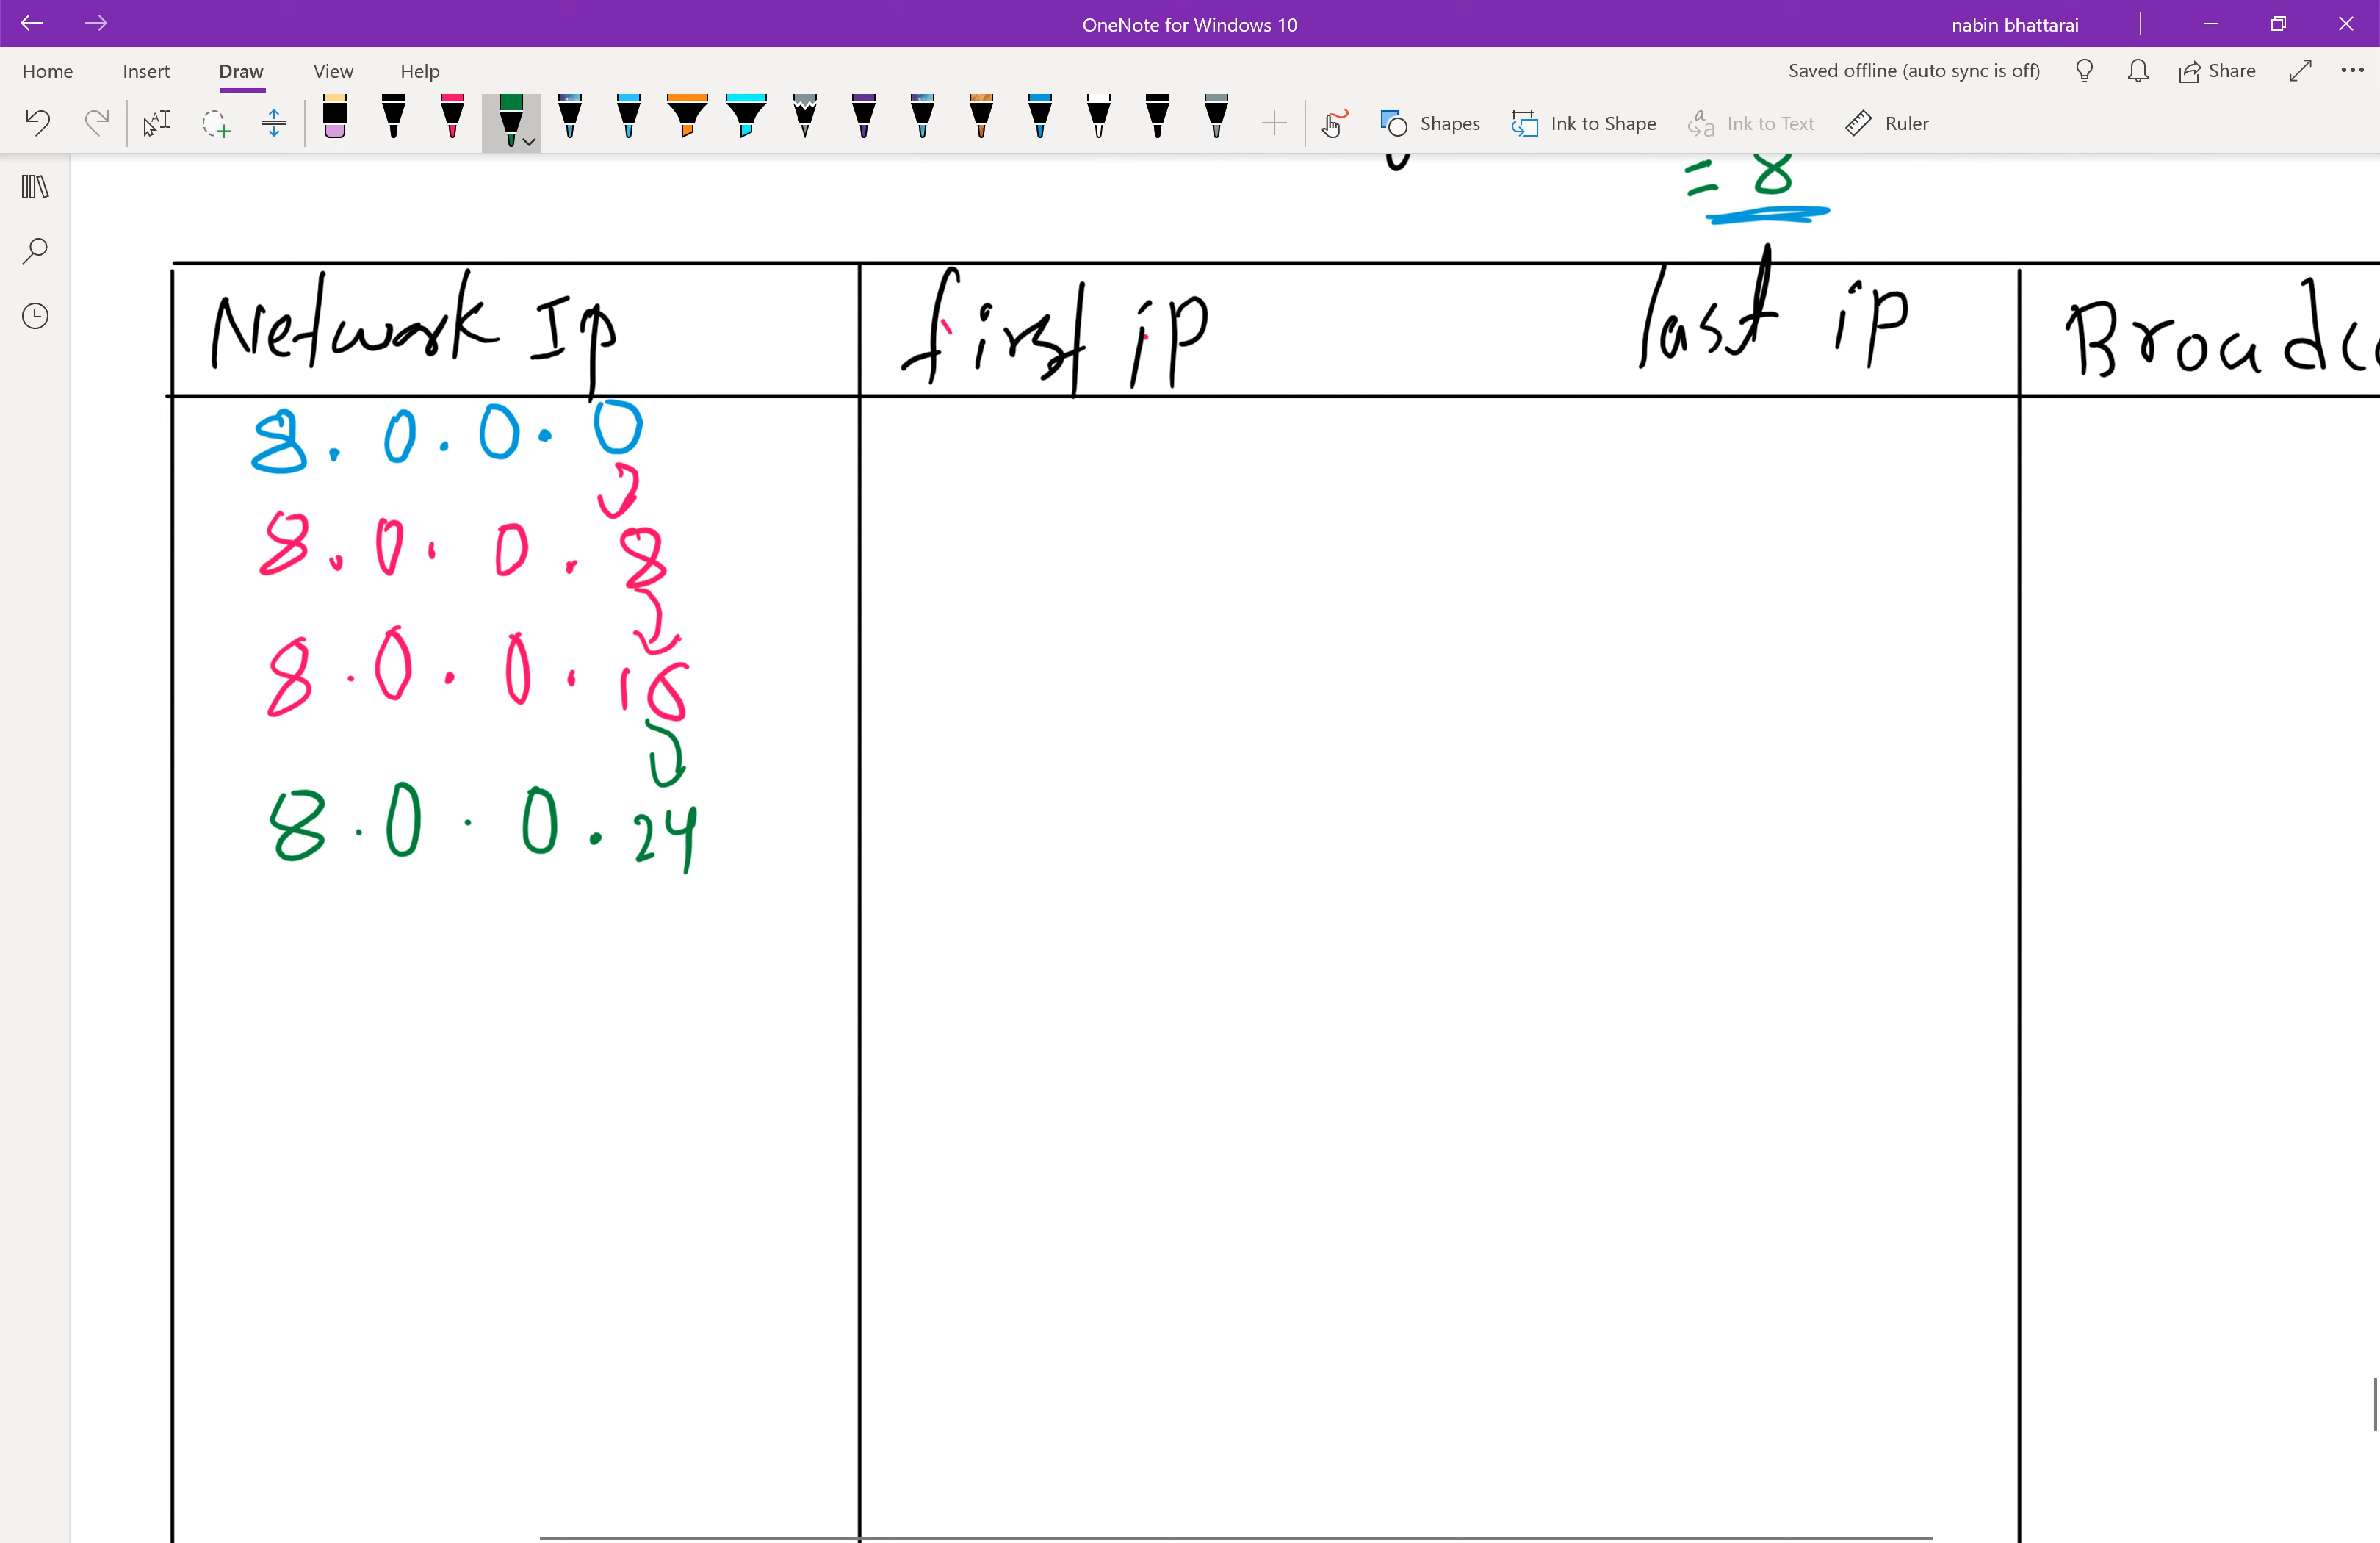 OneNote for Windows 10
nabin bhattarai
Home Insert Draw View Help
Saved offline (auto sync is off)
Share
Shapes
Ink to Shape
Ink to Text
Ruler
= 8
Network Ip
first iP
last iP
8.0.0.0
8.0.0.8
8.0.0.16
8.0.0.24